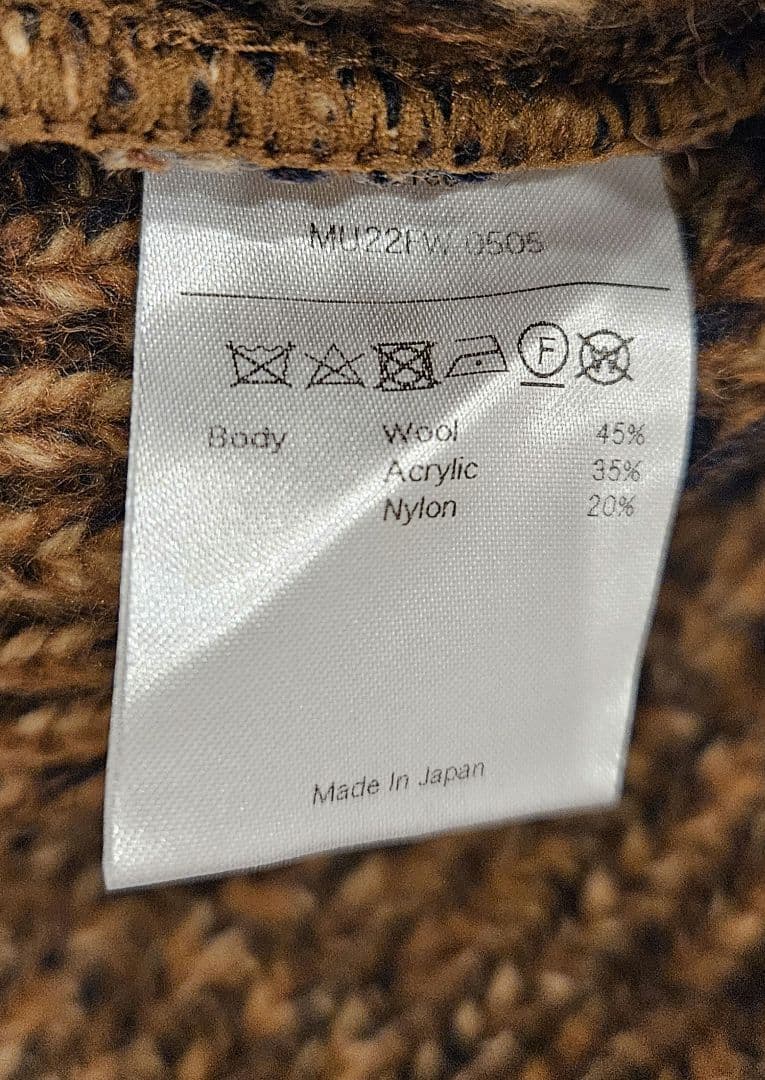 MU22FW 0505
F
W
Body Wool 45%
Acrylic 35%
Nylon 20%
Made In Japan